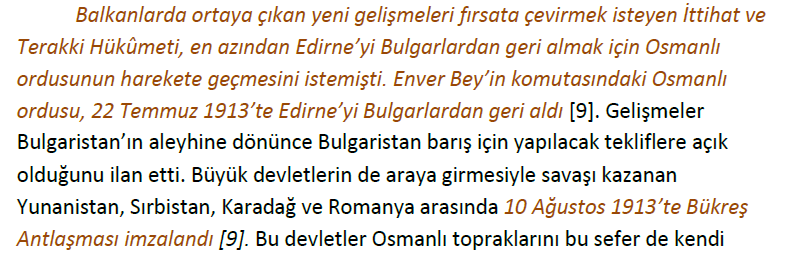 Balkanlarda ortaya çıkan yeni gelişmeleri fırsata çevirmek isteyen İttihat ve
Terakki Hükûmeti, en azından Edirne’yi Bulgarlardan geri almak için Osmanlı
ordusunun harekete geçmesini istemişti. Enver Bey’in komutasındaki Osmanlı
ordusu, 22 Temmuz 1913’te Edirne’yi Bulgarlardan geri aldı [9]. Gelişmeler
Bulgaristan’ın aleyhine dönünce Bulgaristan barış için yapılacak tekliflere açık
olduğunu ilan etti. Büyük devletlerin de araya girmesiyle savaşı kazanan
Yunanistan, Sırbistan, Karadağ ve Romanya arasında 10 Ağustos 1913’te Bükreş
Antlaşması imzalandı [9]. Bu devletler Osmanlı topraklarını bu sefer de kendi